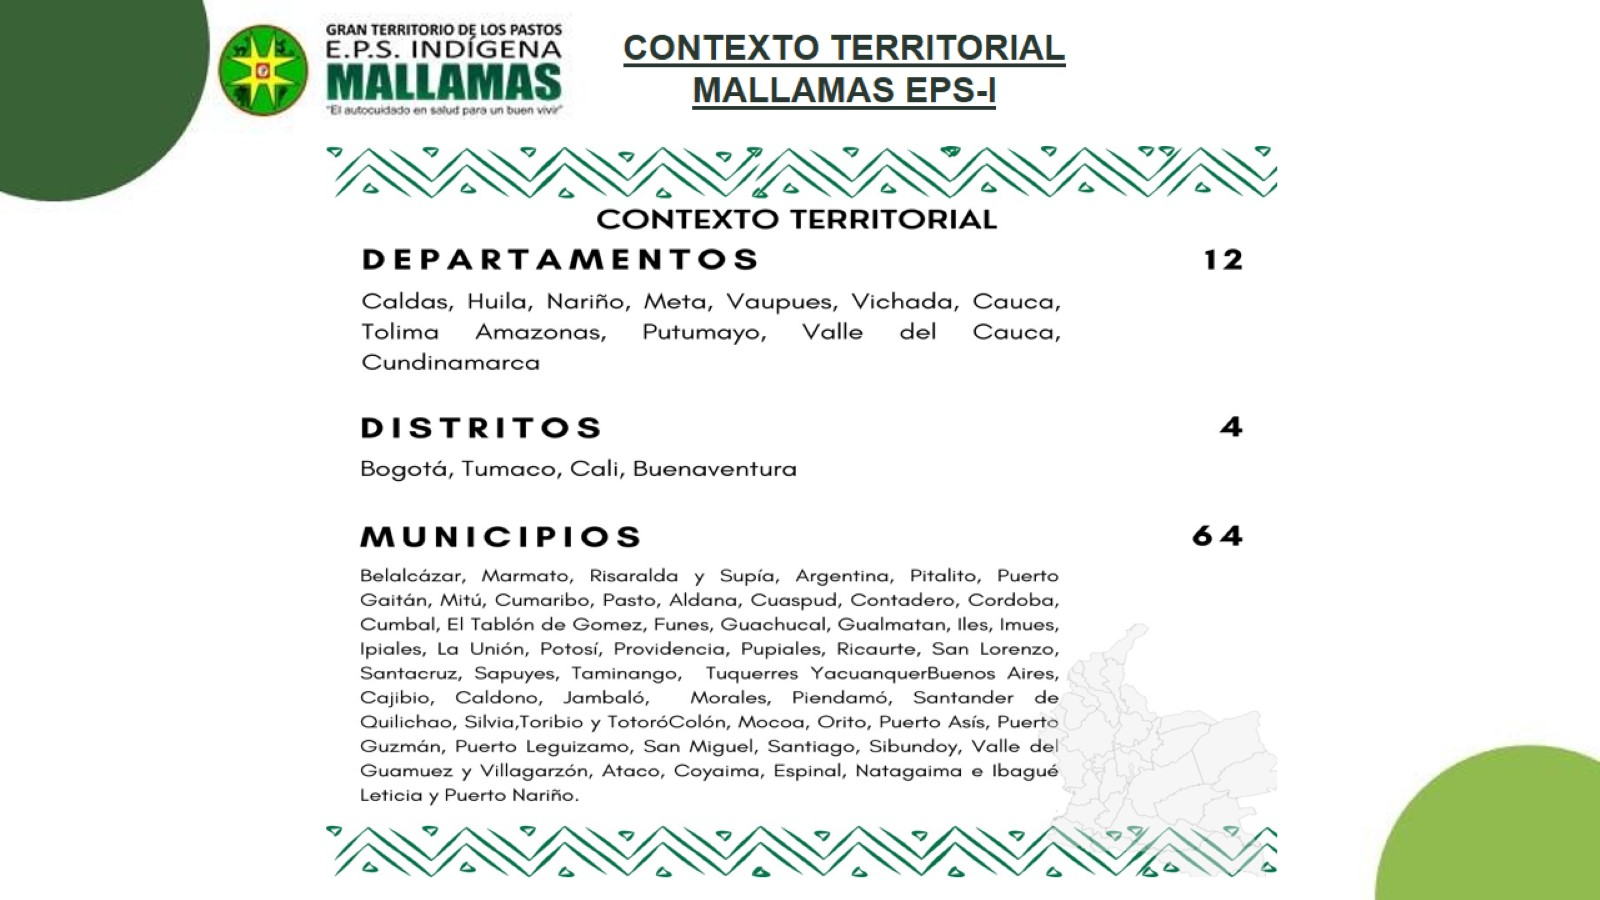 GRAN TERRITORIO DE LOS PASTOS
E.P.S. INDÍGENA
MALLAMAS
"El autocuidado en salud para un buen vivir"
CONTEXTO TERRITORIAL
MALLAMAS EPS-I
CONTEXTO TERRITORIAL
DEPARTAMENTOS 12
Caldas, Huila, Nariño, Meta, Vaupues, Vichada, Cauca,
Tolima Amazonas, Putumayo, Valle del Cauca,
Cundinamarca
DISTRITOS 4
Bogotá, Tumaco, Cali, Buenaventura
MUNICIPIOS 64
Belalcázar, Marmato, Risaralda y Supía, Argentina, Pitalito, Puerto
Gaitán, Mitú, Cumaribo, Pasto, Aldana, Cuaspud, Contadero, Cordoba,
Cumbal, El Tablón de Gomez, Funes, Guachucal, Gualmatan, Iles, Imues,
Ipiales, La Unión, Potosí, Providencia, Pupiales, Ricaurte, San Lorenzo,
Santacruz, Sapuyes, Taminango, Tuquerres YacuanquerBuenos Aires,
Cajibio, Caldono, Jambaló, Morales, Piendamó, Santander de
Quilichao, Silvia,Toribio y TotoróColón, Mocoa, Orito, Puerto Asís, Puerto
Guzmán, Puerto Leguizamo, San Miguel, Santiago, Sibundoy, Valle del
Guamuez y Villagarzón, Ataco, Coyaima, Espinal, Natagaima e Ibagué
Leticia y Puerto Nariño.